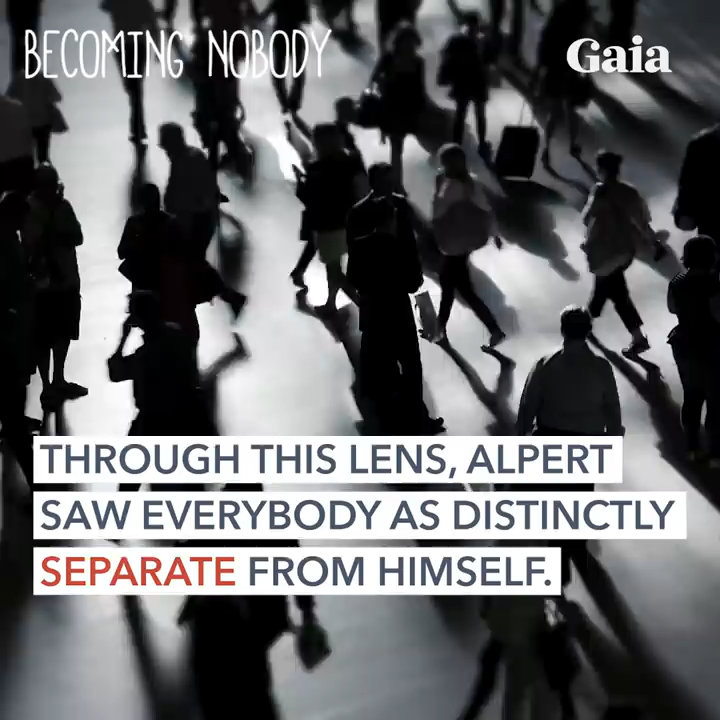 BECOMING NOBODY
Gaia
THROUGH THIS LENS, ALPERT
SAW EVERYBODY AS DISTINCTLY
SEPARATE FROM HIMSELF.